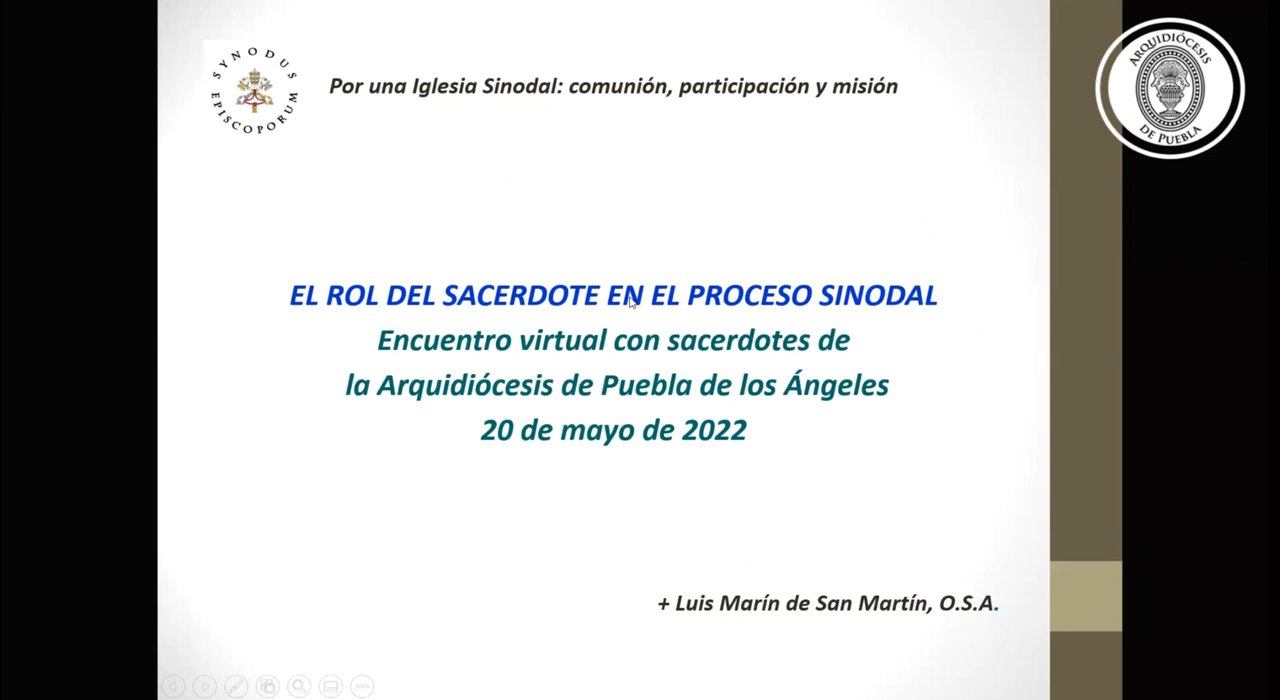 SYNODUS EPISCOPORUM
Por una Iglesia Sinodal: comunión, participación y misión
ARQUIDIÓCESIS
DE PUEBLA
EL ROL DEL SACERDOTE EN EL PROCESO SINODAL
Encuentro virtual con sacerdotes de
la Arquidiócesis de Puebla de los Ángeles
20 de mayo de 2022
+ Luis Marín de San Martín, O.S.A.